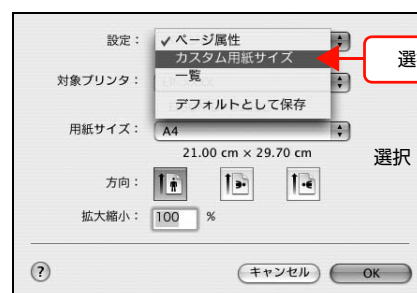 設定：
✓ ページ属性
カスタム用紙サイズ
選
対象プリンタ：
一覧
デフォルトとして保存
用紙サイズ：
A4
21.00 cm × 29.70 cm
選択
方向：
拡大縮小：
100 %
?
キャンセル
OK